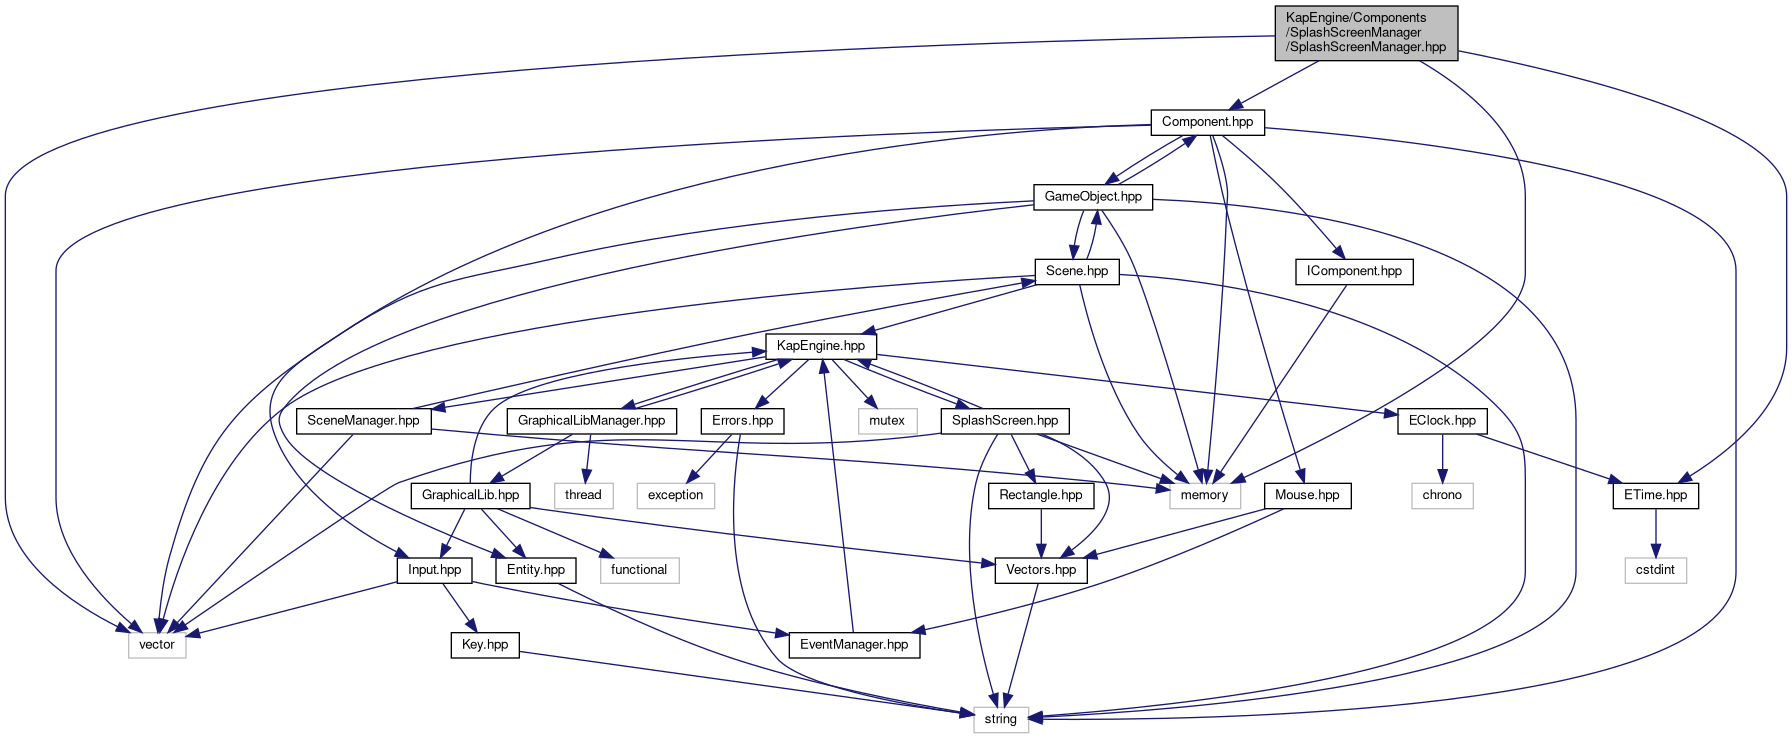 KapEngine/Components
/SplashScreenManager
/SplashScreenManager.hpp
Component.hpp
GameObject.hpp
Scene.hpp
IComponent.hpp
KapEngine.hpp
SceneManager.hpp
GraphicalLibManager.hpp
Errors.hpp
mutex
SplashScreen.hpp
EClock.hpp
GraphicalLib.hpp
thread
exception
Rectangle.hpp
memory
Mouse.hpp
chrono
ETime.hpp
Input.hpp
Entity.hpp
functional
Vectors.hpp
cstdint
vector
Key.hpp
EventManager.hpp
string